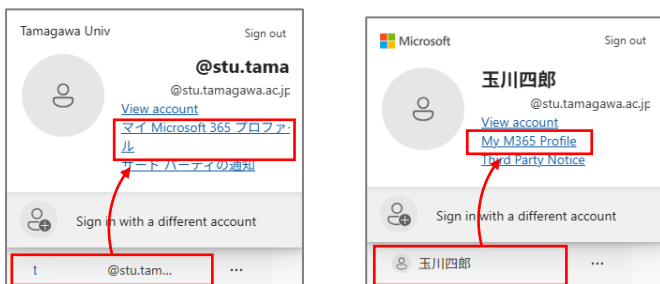 Tamagawa Univ
Sign out
@stu.tama
@stu.tamagawa.ac.jp
View account
マイ Microsoft 365 プロファイ
ル
サード パーティの通知
Sign in with a different account
t @stu.tam...
...
Microsoft
Sign out
玉川四郎
@stu.tamagawa.ac.jp
View account
My M365 Profile
Third Party Notice
Sign in with a different account
玉川四郎
...